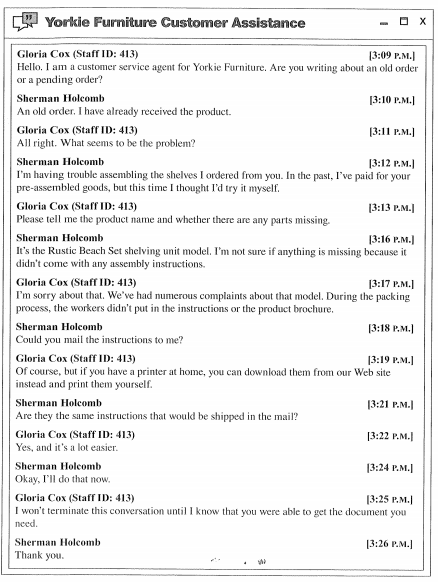 Yorkie Furniture Customer Assistance
Gloria Cox (Staff ID: 413) [3:09 P.M.]
Hello. I am a customer service agent for Yorkie Furniture. Are you writing about an old order
or a pending order?
Sherman Holcomb [3:10 P.M.]
An old order. I have already received the product.
Gloria Cox (Staff ID: 413) [3:11 P.M.]
All right. What seems to be the problem?
Sherman Holcomb [3:12 P.M.]
I'm having trouble assembling the shelves I ordered from you. In the past, I've paid for your
pre-assembled goods, but this time I thought I'd try it myself.
Gloria Cox (Staff ID: 413) [3:13 P.M.]
Please tell me the product name and whether there are any parts missing.
Sherman Holcomb [3:16 P.M.]
It's the Rustic Beach Set shelving unit model. I'm not sure if anything is missing because it
didn't come with any assembly instructions.
Gloria Cox (Staff ID: 413) [3:17 P.M.]
I'm sorry about that. We've had numerous complaints about that model. During the packing
process, the workers didn't put in the instructions or the product brochure.
Sherman Holcomb [3:18 P.M.]
Could you mail the instructions to me?
Gloria Cox (Staff ID: 413) [3:19 P.M.]
Of course, but if you have a printer at home, you can download them from our Web site
instead and print them yourself.
Sherman Holcomb [3:21 P.M.]
Are they the same instructions that would be shipped in the mail?
Gloria Cox (Staff ID: 413) [3:22 P.M.]
Yes, and it's a lot easier.
Sherman Holcomb [3:24 P.M.]
Okay, I'll do that now.
Gloria Cox (Staff ID: 413) [3:25 P.M.]
I won't terminate this conversation until I know that you were able to get the document you
need.
Sherman Holcomb [3:26 P.M.]
Thank you.